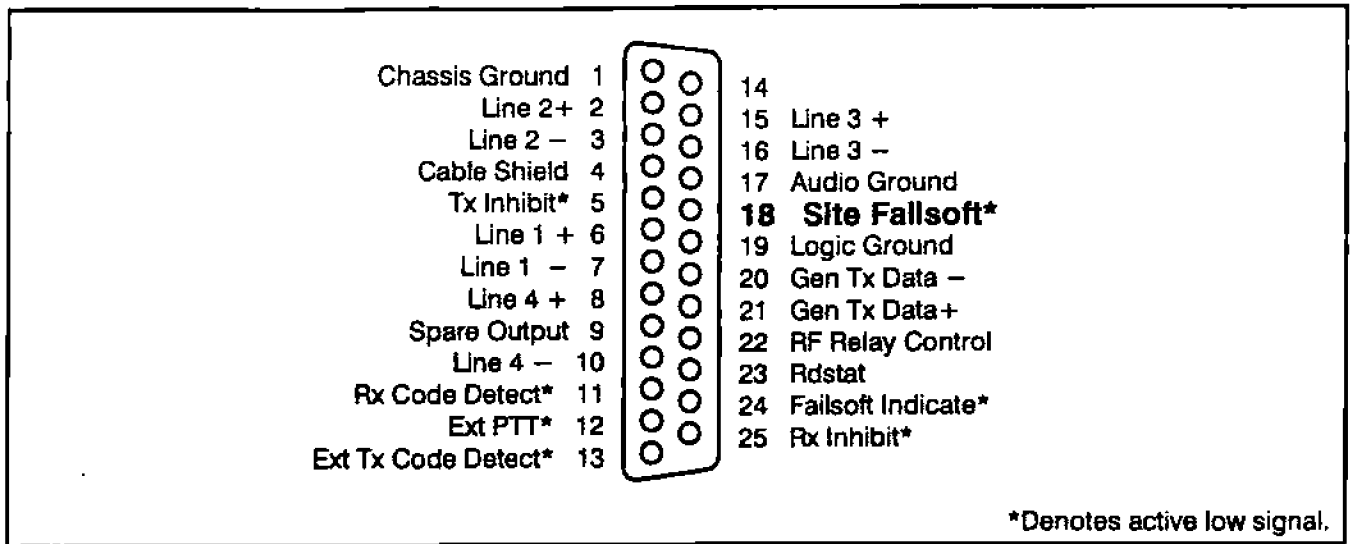 Chassis Ground 1
Line 2+ 2
Line 2 – 3
Cable Shield 4
Tx Inhibit* 5
Line 1 + 6
Line 1 – 7
Line 4 + 8
Spare Output 9
Line 4 – 10
Rx Code Detect* 11
Ext PTT* 12
Ext Tx Code Detect* 13
14
15 Line 3 +
16 Line 3 –
17 Audio Ground
18 Site Failsoft*
19 Logic Ground
20 Gen Tx Data –
21 Gen Tx Data+
22 RF Relay Control
23 Rdstat
24 Failsoft Indicate*
25 Rx Inhibit*
*Denotes active low signal.